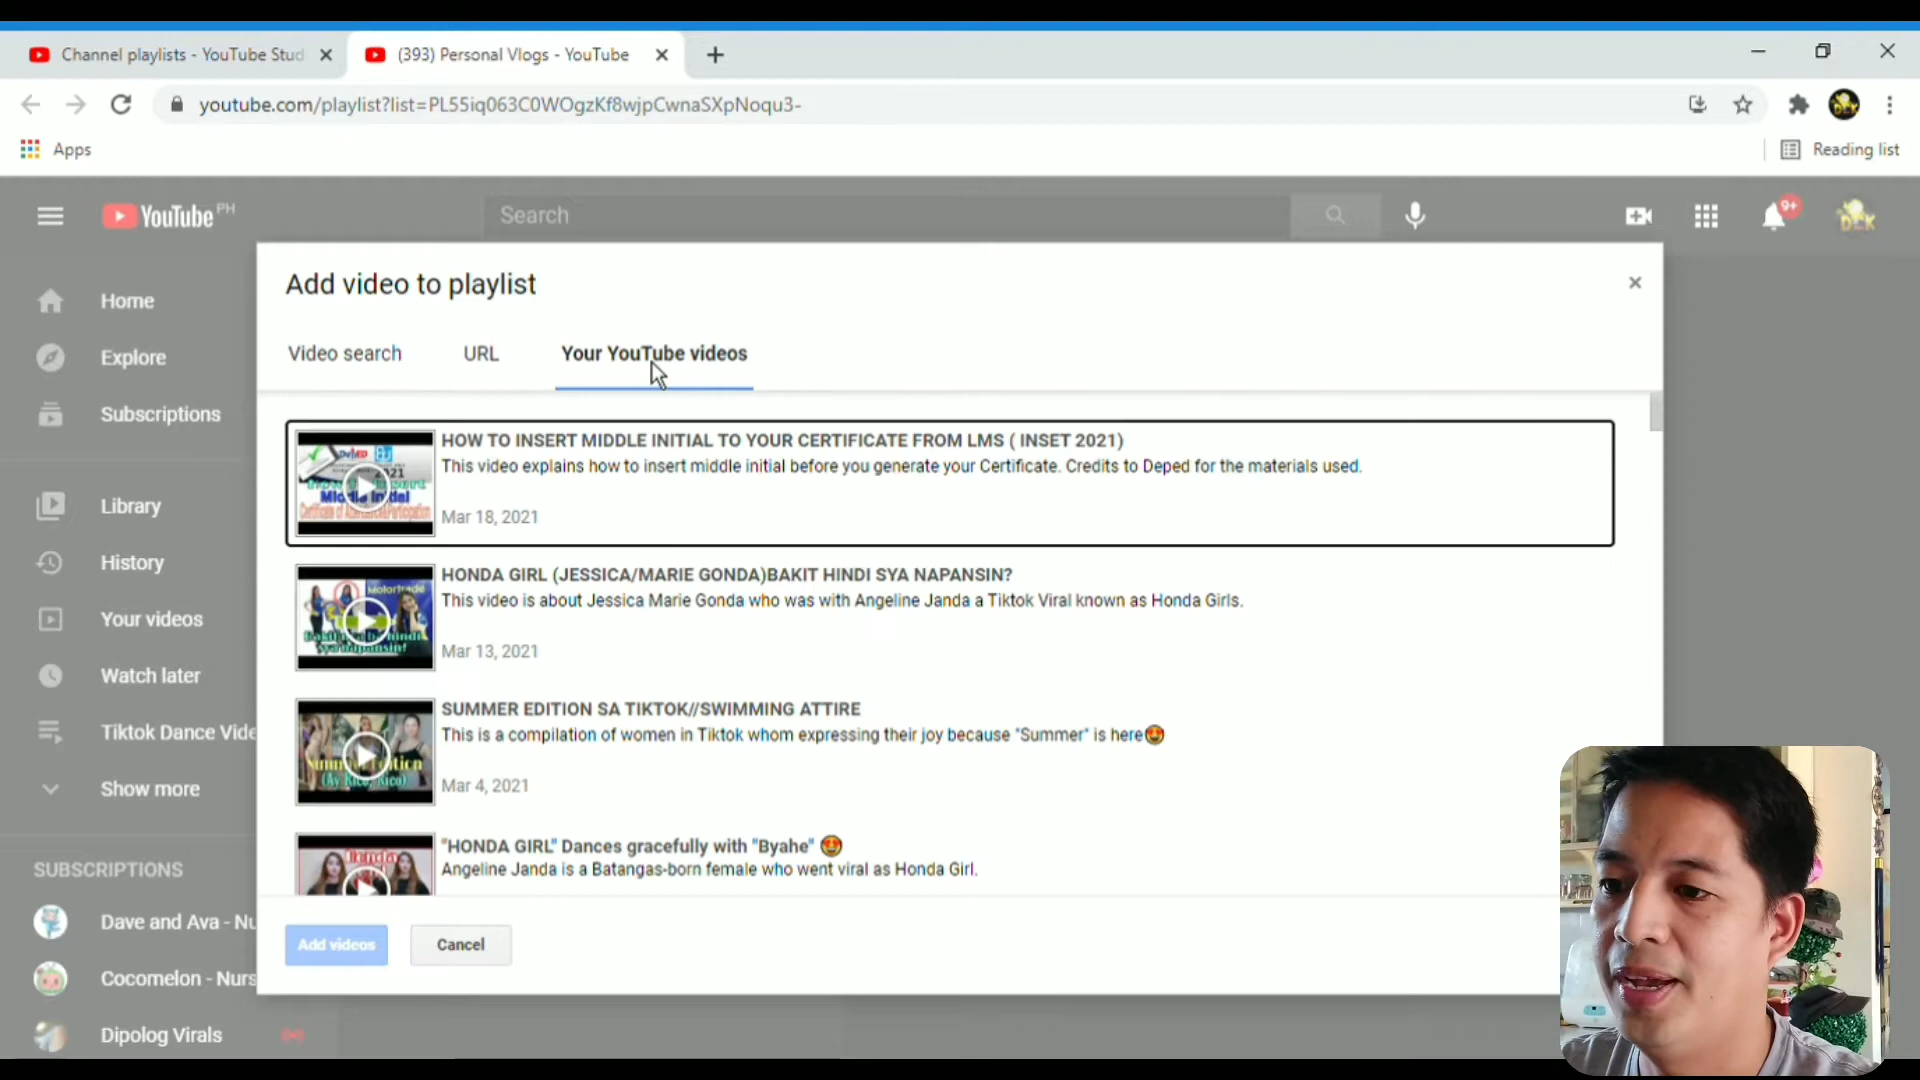 Channel playlists - YouTube Stud
(393) Personal Vlogs - YouTube
youtube.com/playlist?list=PL55iq063C0WOgzKf8wjpCwnaSXpNoqu3-
Apps
Reading list
YouTube PH
Search
9+
Add video to playlist
Video search
URL
Your YouTube videos
Home
Explore
Subscriptions
Library
History
Your videos
Watch later
Tiktok Dance Vide
Show more
SUBSCRIPTIONS
Dave and Ava - Nu
Cocomelon - Nurs
Dipolog Virals
HOW TO INSERT MIDDLE INITIAL TO YOUR CERTIFICATE FROM LMS ( INSET 2021)
This video explains how to insert middle initial before you generate your Certificate. Credits to Deped for the materials used.
Mar 18, 2021
HONDA GIRL (JESSICA/MARIE GONDA)BAKIT HINDI SYA NAPANSIN?
This video is about Jessica Marie Gonda who was with Angeline Janda a Tiktok Viral known as Honda Girls.
Mar 13, 2021
SUMMER EDITION SA TIKTOK//SWIMMING ATTIRE
This is a compilation of women in Tiktok whom expressing their joy because "Summer" is here
Mar 4, 2021
"HONDA GIRL" Dances gracefully with "Byahe"
Angeline Janda is a Batangas-born female who went viral as Honda Girl.
Add videos
Cancel